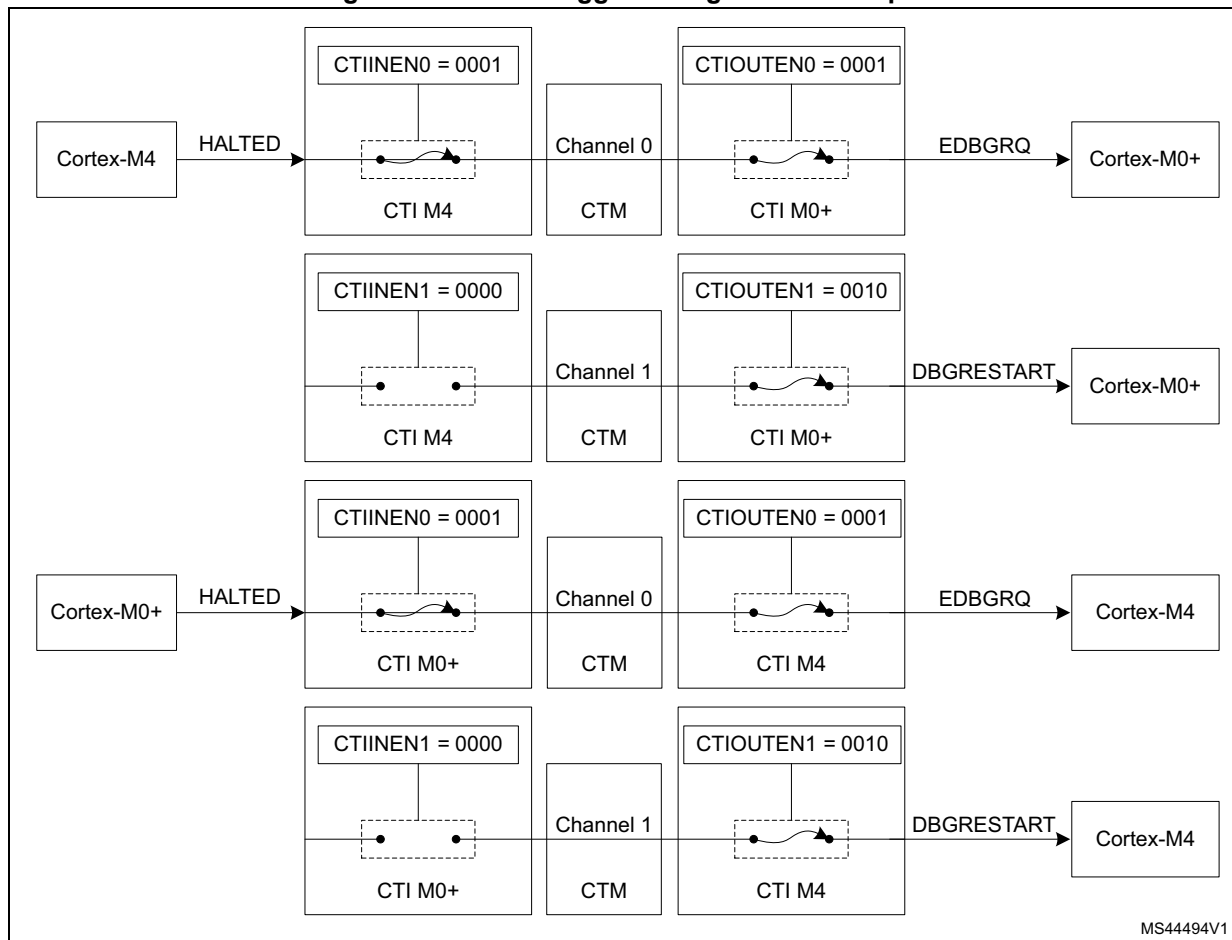 CTIINEN0 = 0001
CTIOUTEN0 = 0001
Cortex-M4
HALTED
Channel 0
EDBGRQ
Cortex-M0+
CTI M4
CTM
CTI M0+
CTIINEN1 = 0000
CTIOUTEN1 = 0010
Channel 1
DBGRESTART
Cortex-M0+
CTI M4
CTM
CTI M0+
CTIINEN0 = 0001
CTIOUTEN0 = 0001
Cortex-M0+
HALTED
Channel 0
EDBGRQ
Cortex-M4
CTI M0+
CTM
CTI M4
CTIINEN1 = 0000
CTIOUTEN1 = 0010
Channel 1
DBGRESTART
Cortex-M4
CTI M0+
CTM
CTI M4
MS44494V1